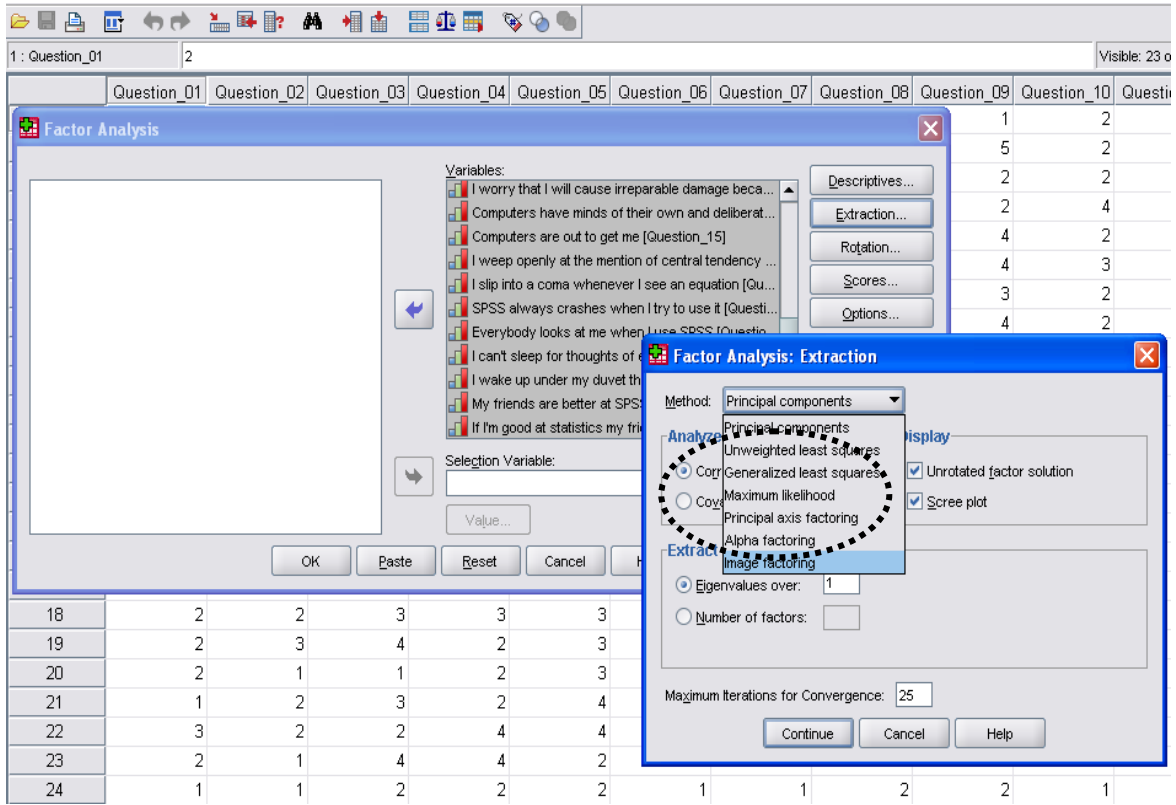 1 : Question_01 2 Visible: 23 o
Question_01 Question_02 Question_03 Question_04 Question_05 Question_06 Question_07 Question_08 Question_09 Question_10 Questi
Factor Analysis
1 2
5 2
2 2
2 4
4 2
4 3
3 2
4 2
Variables:
I worry that I will cause irreparable damage beca...
Computers have minds of their own and deliberat...
Computers are out to get me [Question_15]
I weep openly at the mention of central tendency ...
I slip into a coma whenever I see an equation [Qu...
SPSS always crashes when I try to use it [Questi...
Everybody looks at me when I use SPSS [Questio
I can't sleep for thoughts of e
I wake up under my duvet th
My friends are better at SPS
If I'm good at statistics my frie
Descriptives...
Extraction...
Rotation...
Scores...
Options...
Selection Variable:
Value...
OK Paste Reset Cancel H
Factor Analysis: Extraction
Method: Principal components
Principal components
Unweighted least squares
Generalized least squares
Maximum likelihood
Principal axis factoring
Alpha factoring
Image factoring
Analyze
Corr
Cova
Display
Unrotated factor solution
Scree plot
Extract
Eigenvalues over: 1
Number of factors:
Maximum Iterations for Convergence: 25
Continue Cancel Help
18 2 2 3 3 3
19 2 3 4 2 3
20 2 1 1 2 3
21 1 2 3 2 4
22 3 2 2 4 4
23 2 1 4 4 2
24 1 1 2 2 2 1 1 2 2 1